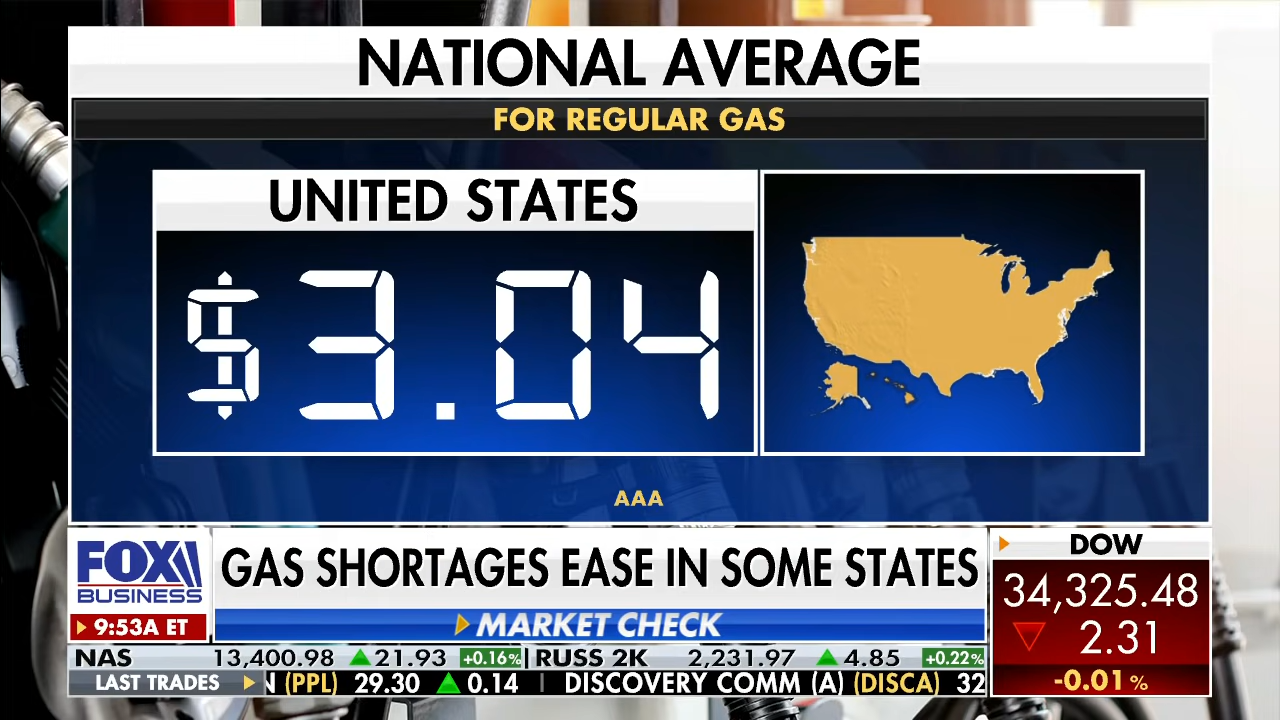 NATIONAL AVERAGE
FOR REGULAR GAS
UNITED STATES
$3.04
AAA
FOX
BUSINESS
9:53A ET
GAS SHORTAGES EASE IN SOME STATES
MARKET CHECK
DOW
34,325.48
2.31
-0.01%
NAS 13,400.98 21.93 +0.16% RUSS 2K 2,231.97 4.85 +0.22%
LAST TRADES N (PPL) 29.30 0.14 DISCOVERY COMM (A) (DISCA) 32